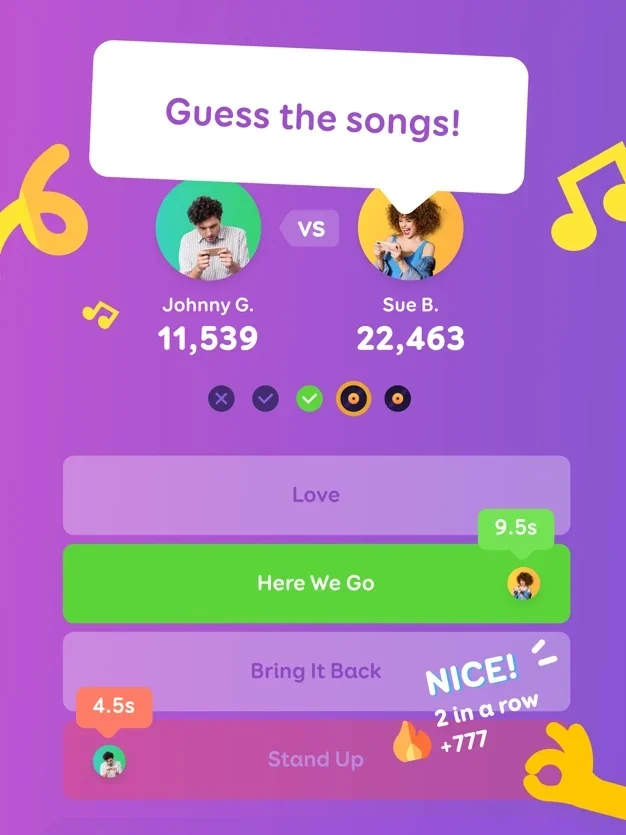 Guess the songs!
VS
Johnny G.
Sue B.
11,539
22,463
Love
9.5s
Here We Go
Bring It Back
NICE!
2 in a row
+777
4.5s
Stand Up